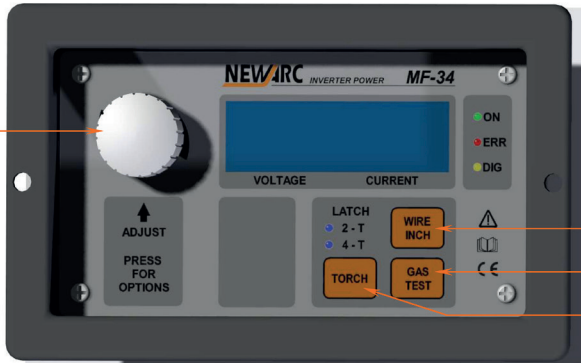 NEWARC INVERTER POWER MF-34
ON
ERR
DIG
VOLTAGE CURRENT
ADJUST
PRESS
FOR
OPTIONS
LATCH
2 - T
4 - T
WIRE
INCH
TORCH
GAS
TEST
CE